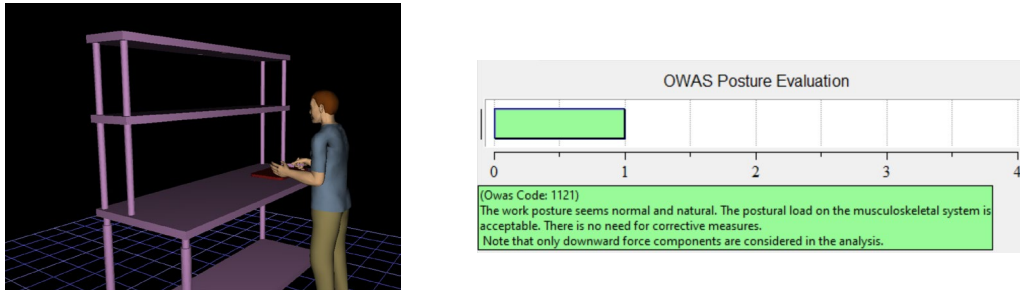 OWAS Posture Evaluation
0 1 2 3 4
(Owas Code: 1121)
The work posture seems normal and natural. The postural load on the musculoskeletal system is
acceptable. There is no need for corrective measures.
Note that only downward force components are considered in the analysis.